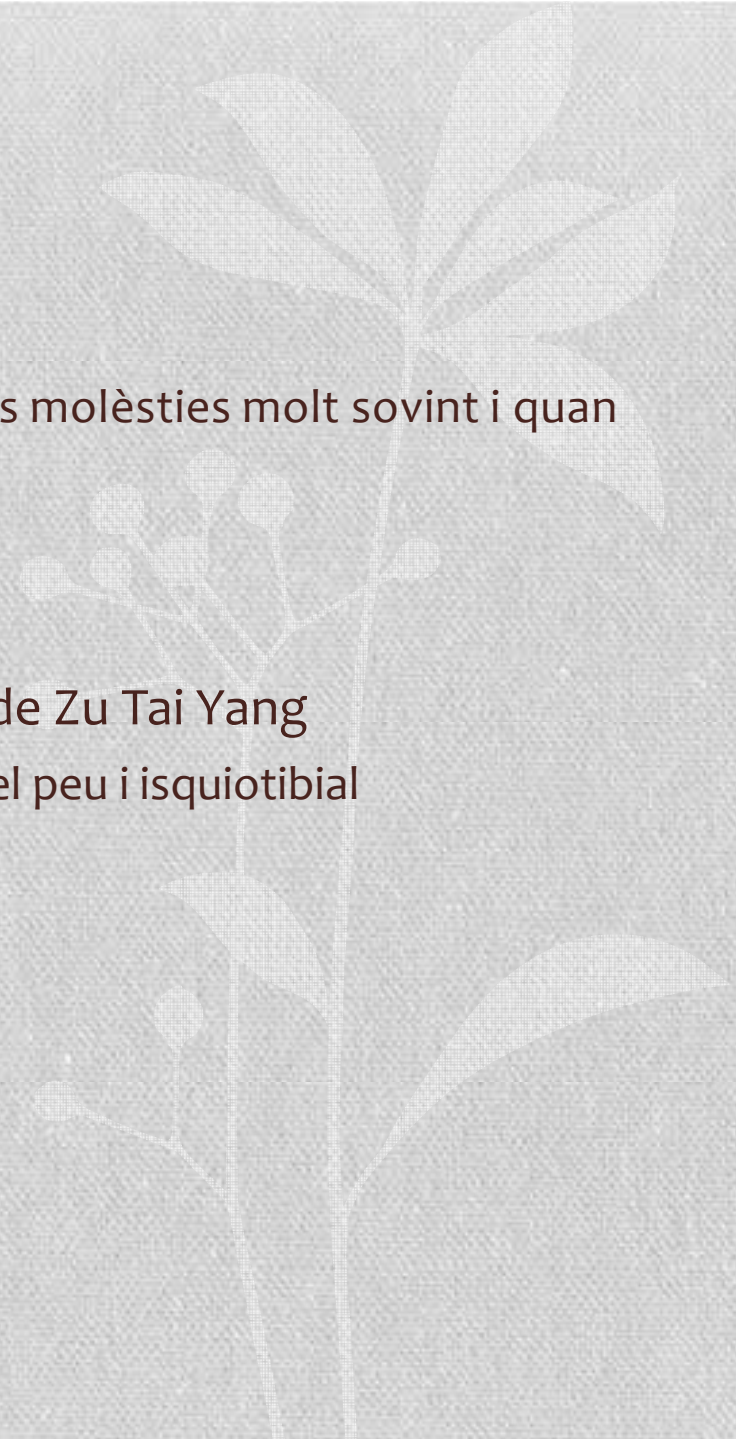 s molèsties molt sovint i quan
de Zu Tai Yang
el peu i isquiotibial